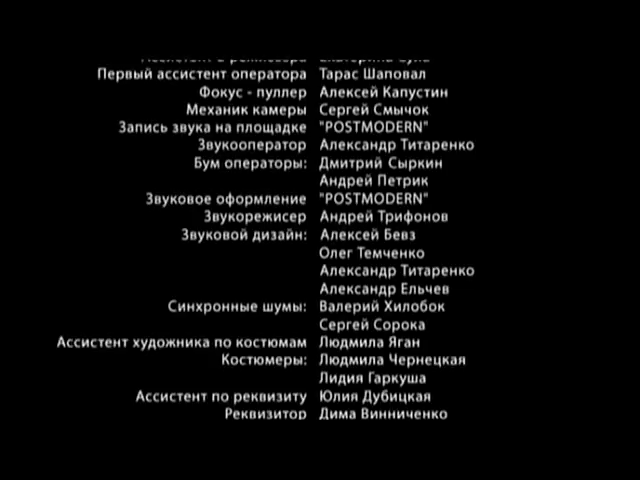 Первый ассистент оператора Тарас Шаповал
Фокус - пуллер Алексей Капустин
Механик камеры Сергей Смычок
Запись звука на площадке "POSTMODERN"
Звукооператор Александр Титаренко
Бум операторы: Дмитрий Сыркин
Андрей Петрик
Звуковое оформление "POSTMODERN"
Звукорежисер Андрей Трифонов
Звуковой дизайн: Алексей Бевз
Олег Темченко
Александр Титаренко
Александр Ельчев
Синхронные шумы: Валерий Хилобок
Сергей Сорока
Ассистент художника по костюмам Людмила Яган
Костюмеры: Людмила Чернецкая
Лидия Гаркуша
Ассистент по реквизиту Юлия Дубицкая
Реквизитор Дима Винниченко